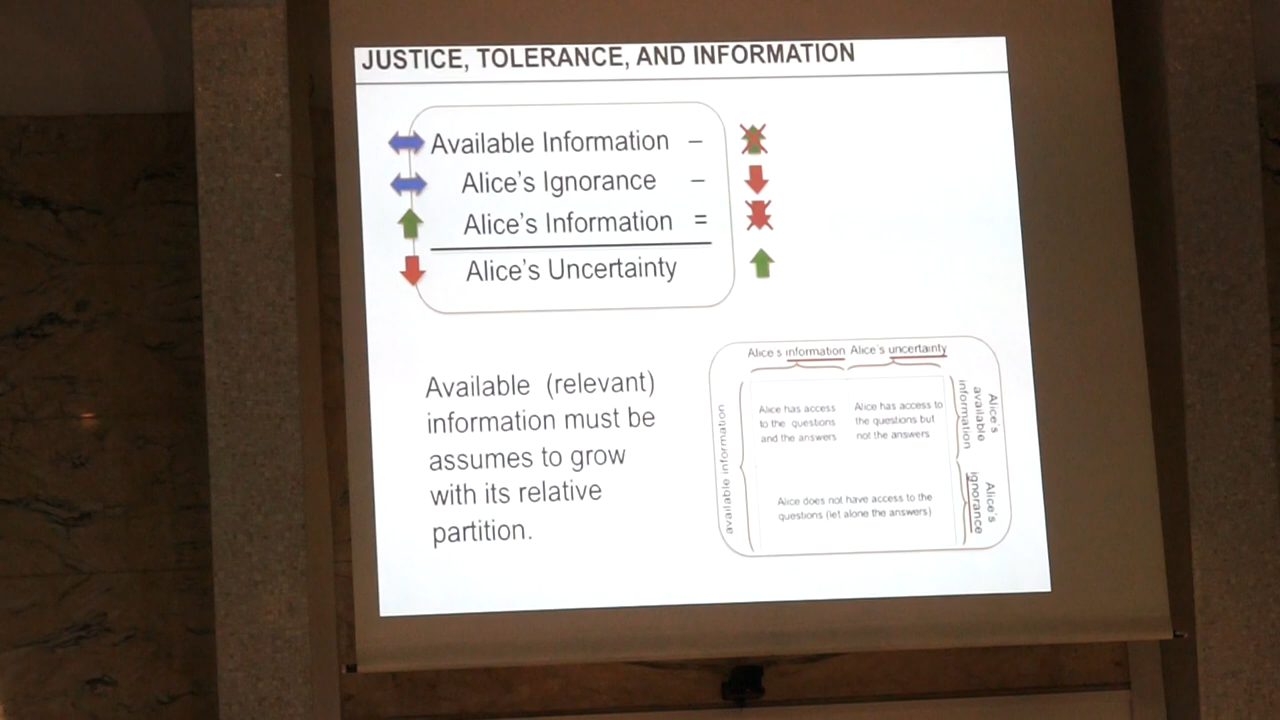 JUSTICE, TOLERANCE, AND INFORMATION
Available Information –
Alice's Ignorance –
Alice's Information =
Alice's Uncertainty
Available (relevant)
information must be
assumes to grow
with its relative
partition.
Alice s information Alice's uncertainty
available information
Alice has access
to the questions
and the answers
Alice has access to
the questions but
not the answers
Alice's
available
information
Alice does not have access to the
questions (let alone the answers)
Alice's
ignorance